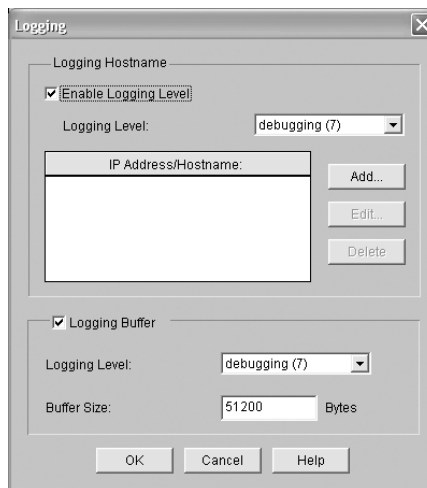 Logging
Logging Hostname
Enable Logging Level
Logging Level: debugging (7)
IP Address/Hostname:
Add...
Edit...
Delete
Logging Buffer
Logging Level: debugging (7)
Buffer Size: 51200 Bytes
OK Cancel Help